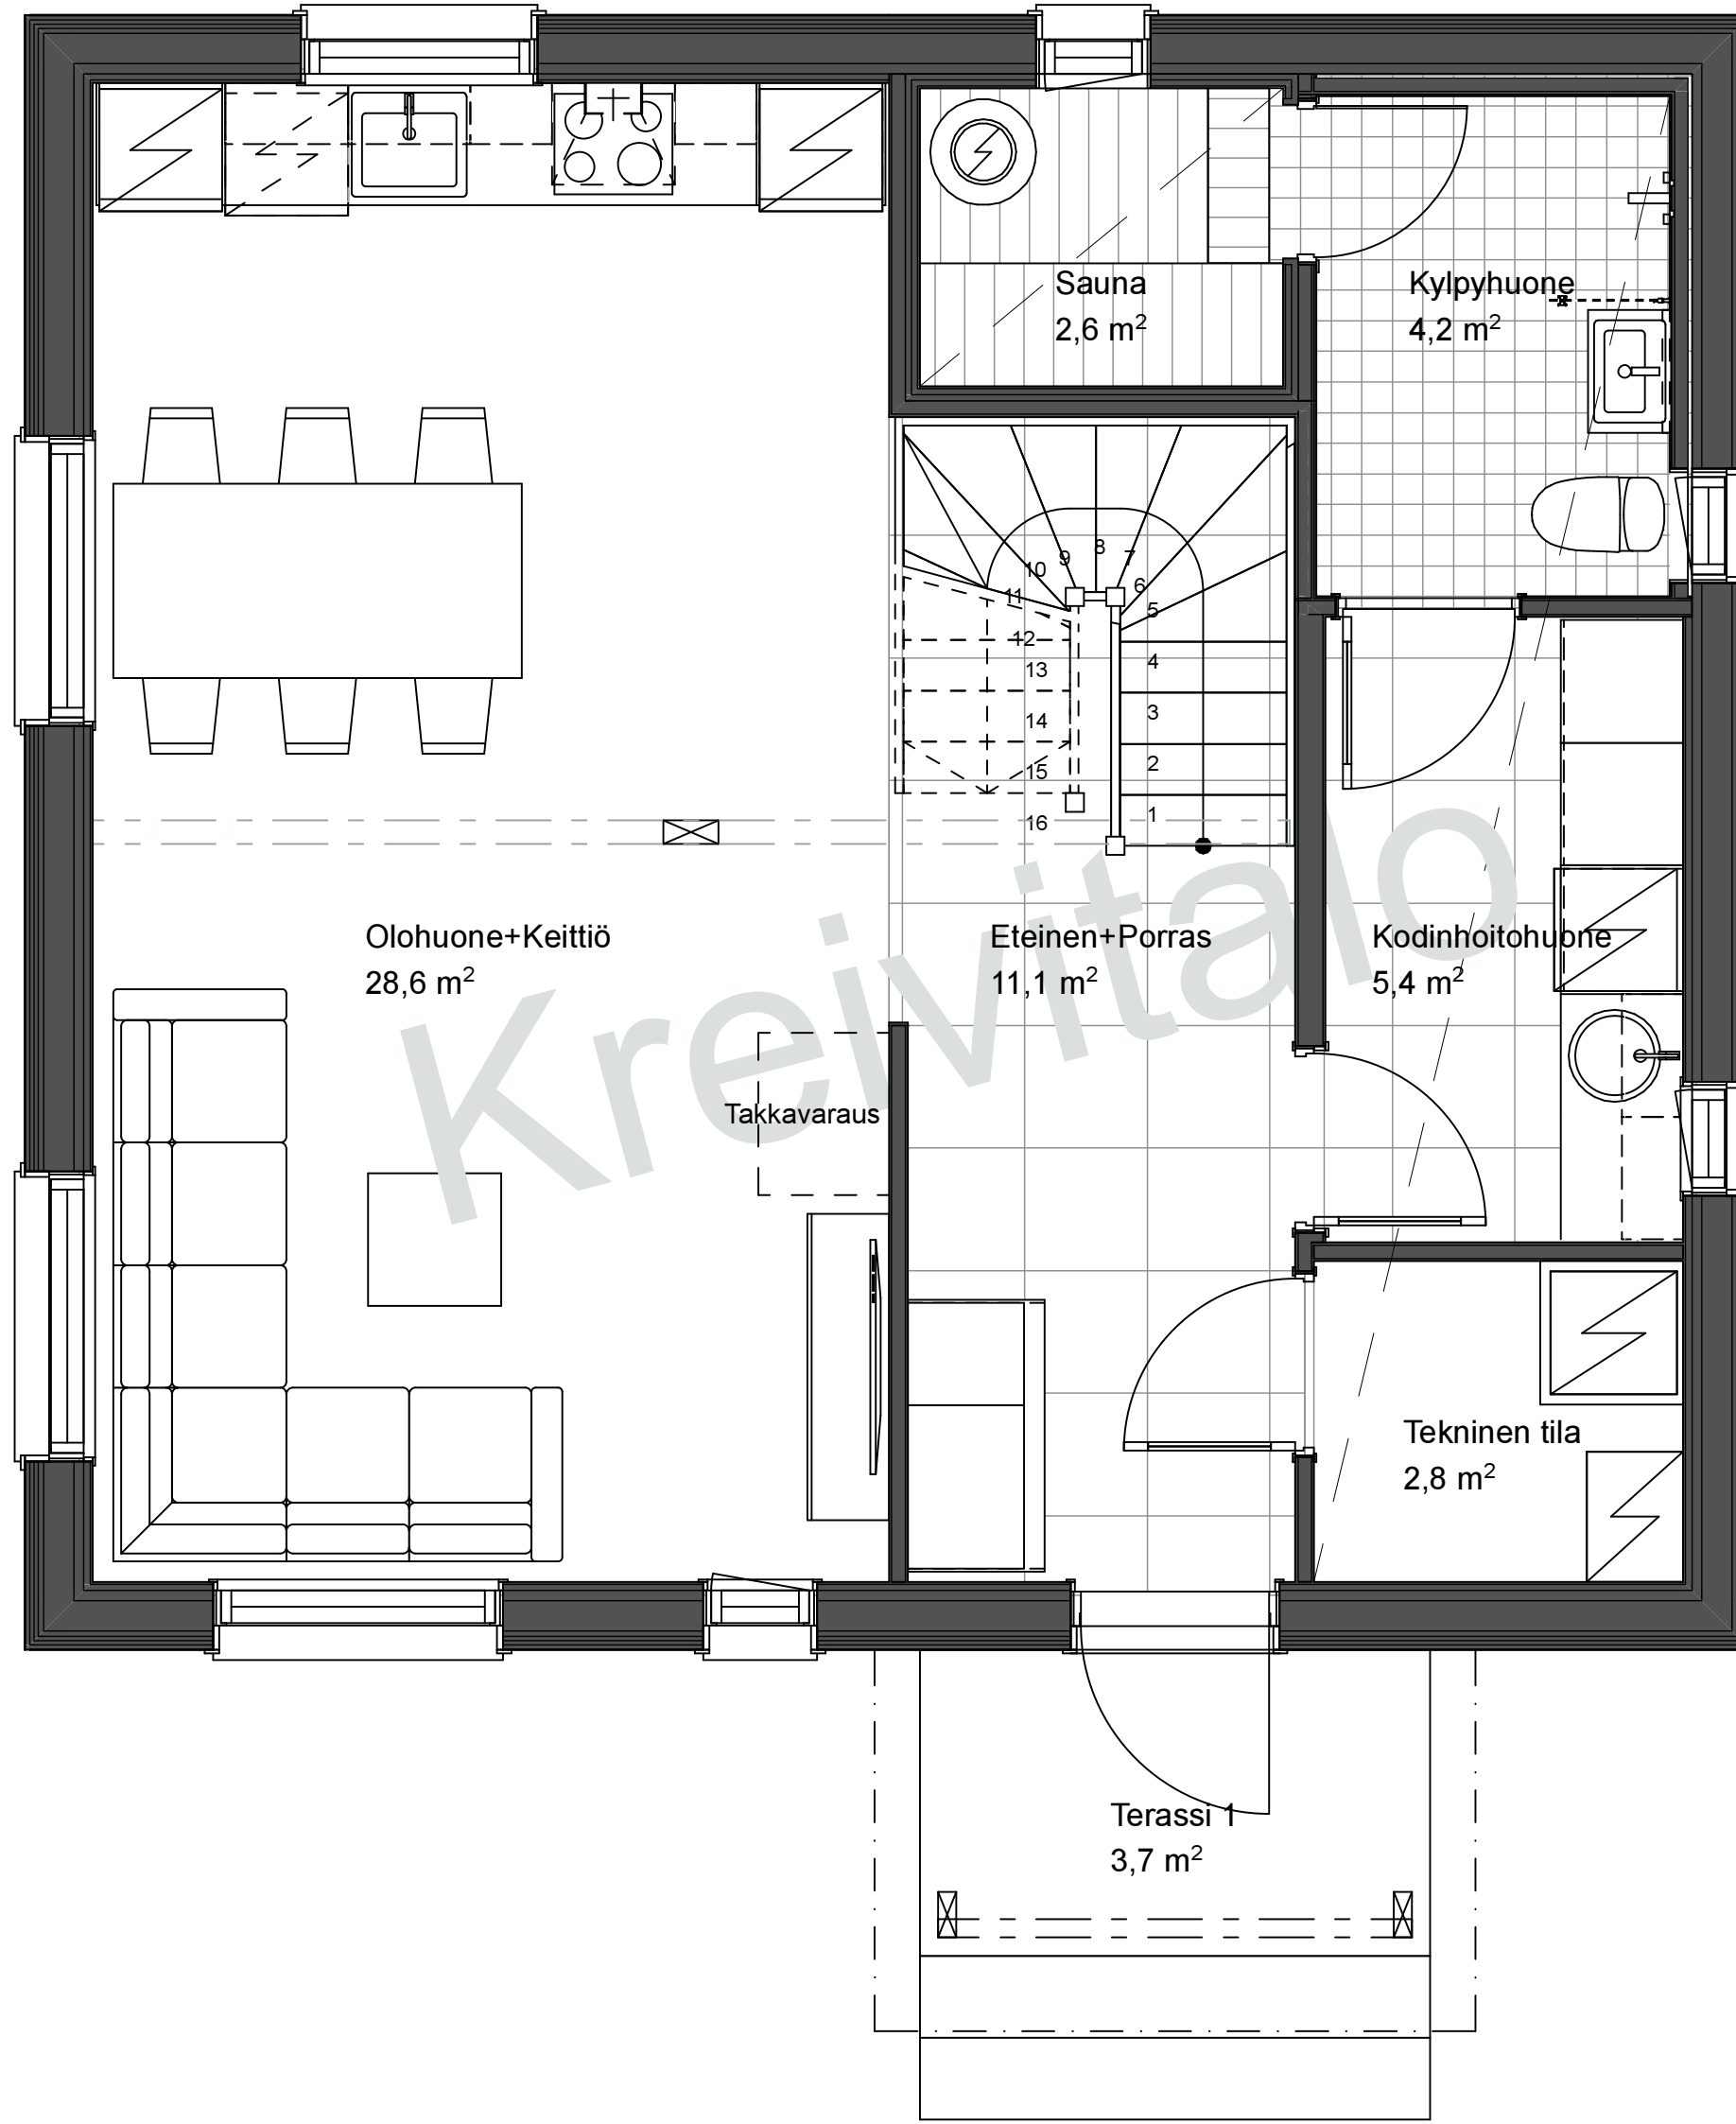 Sauna
2,6 m²
Kylpyhuone
4,2 m²
8
9
7
10
6
11
5
12
4
13
3
14
2
15
1
16
Olohuone+Keittiö
28,6 m²
Eteinen+Porras
11,1 m²
Kodinhoitohuone
5,4 m²
Kreivitalo
Takkavaraus
Tekninen tila
2,8 m²
Terassi 1
3,7 m²